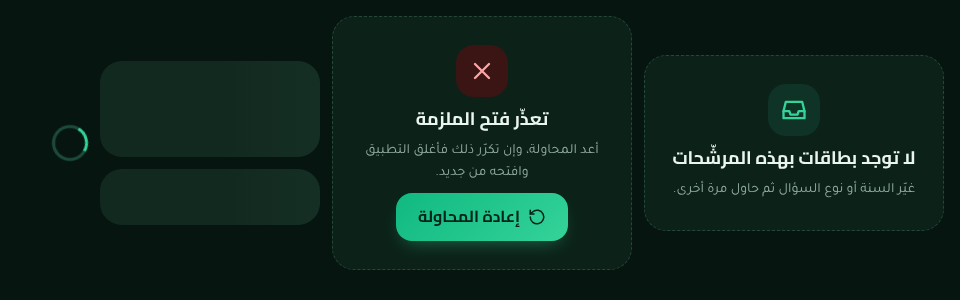 لا توجد بطاقات بهذه المرشّحات
غيّر السنة أو نوع السؤال ثم حاول مرة أخرى.
تعذّر فتح الملزمة
أعد المحاولة، وإن تكرّر ذلك فأغلق التطبيق
وافتحه من جديد.
إعادة المحاولة